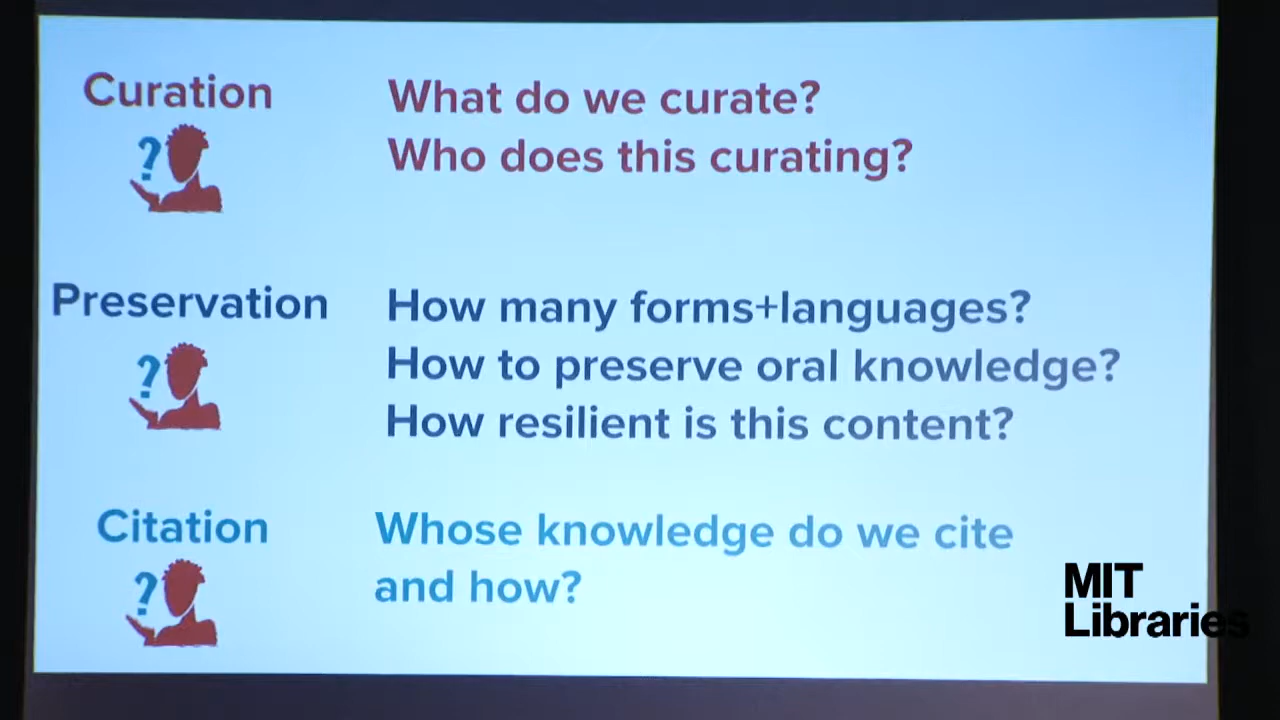 Curation
What do we curate?
Who does this curating?
?
Preservation
How many forms+languages?
How to preserve oral knowledge?
How resilient is this content?
?
Citation
Whose knowledge do we cite
and how?
?
MIT
Libraries